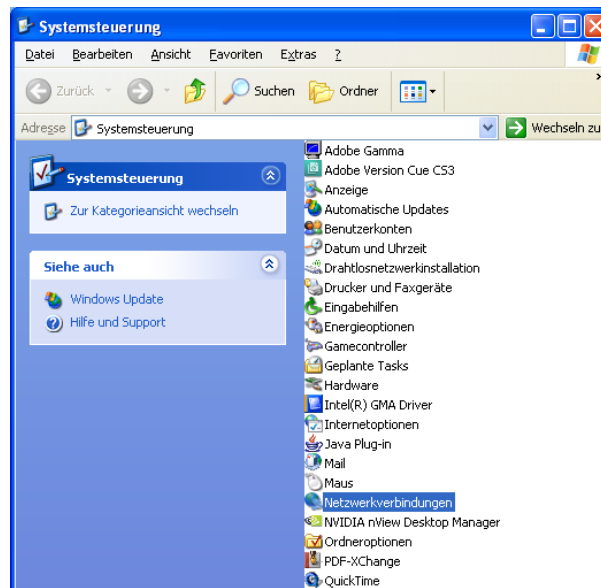 Systemsteuerung
Datei Bearbeiten Ansicht Favoriten Extras ?
Zurück Suchen Ordner
Adresse Systemsteuerung Wechseln zu
Systemsteuerung
Zur Kategorieansicht wechseln
Siehe auch
Windows Update
Hilfe und Support
Adobe Gamma
Adobe Version Cue CS3
Anzeige
Automatische Updates
Benutzerkonten
Datum und Uhrzeit
Drahtlosnetzwerkinstallation
Drucker und Faxgeräte
Eingabehilfen
Energieoptionen
Gamecontroller
Geplante Tasks
Hardware
Intel(R) GMA Driver
Internetoptionen
Java Plug-in
Mail
Maus
Netzwerkverbindungen
NVIDIA nView Desktop Manager
Ordneroptionen
PDF-XChange
QuickTime